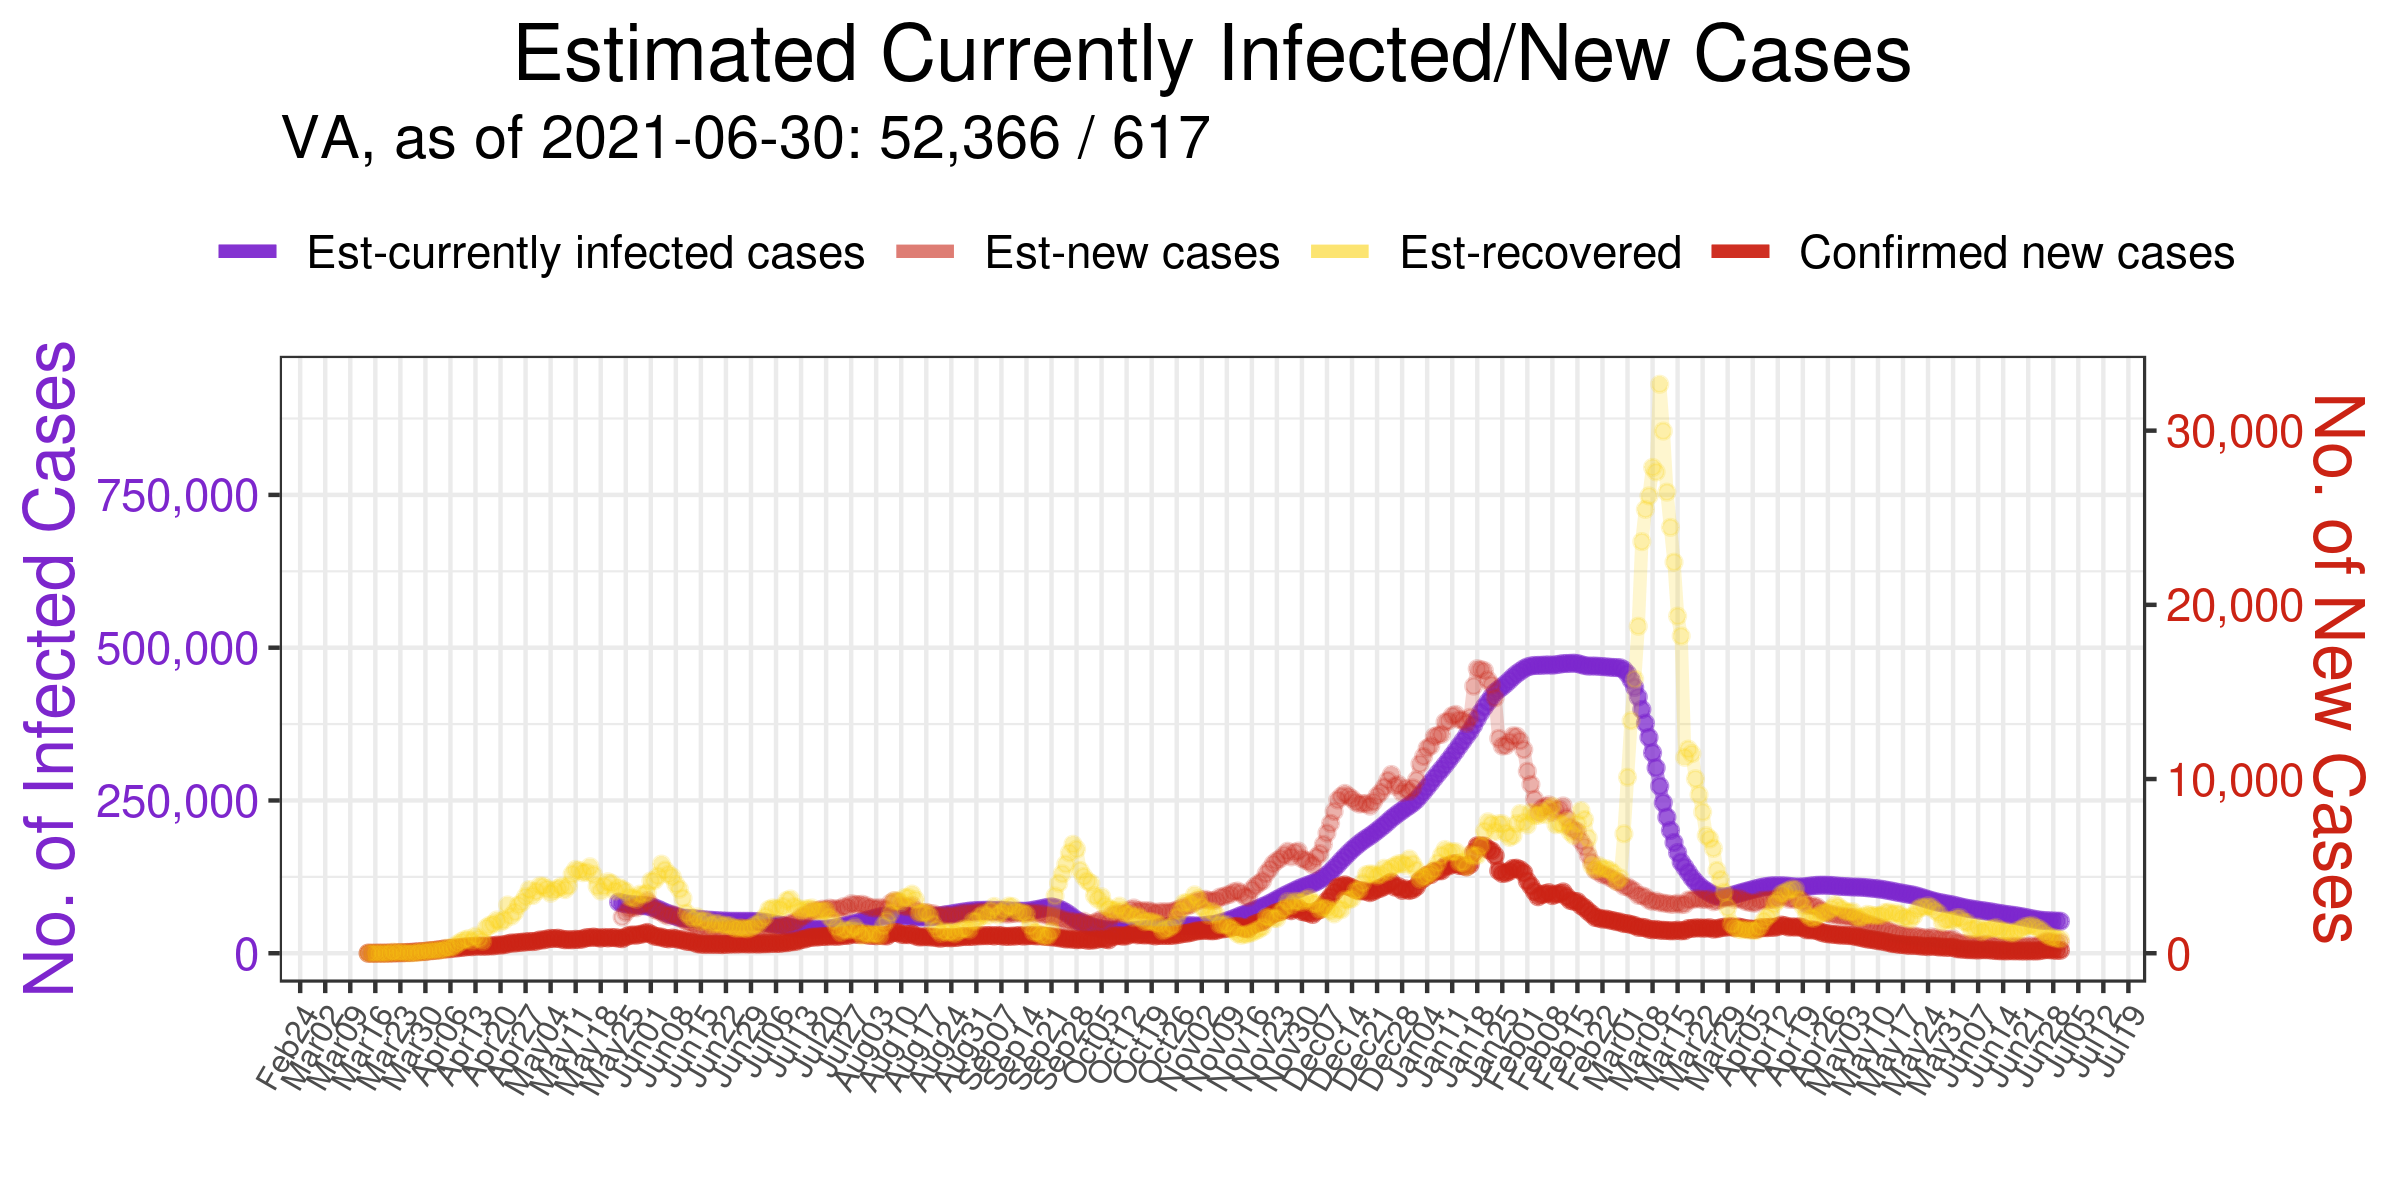 Estimated Currently Infected/New Cases
VA, as of 2021-06-30: 52,366 / 617
Est-currently infected cases
Est-new cases
Est-recovered
Confirmed new cases
No. of Infected Cases
750,000
500,000
250,000
0
30,000
20,000
10,000
0
No. of New Cases
Feb24
Mar02
Mar09
Mar16
Mar23
Mar30
Apr06
Apr13
Apr20
Apr27
May04
May11
May18
May25
Jun01
Jun08
Jun15
Jun22
Jun29
Jul06
Jul13
Jul20
Jul27
Aug03
Aug10
Aug17
Aug24
Aug31
Sep07
Sep14
Sep21
Sep28
Oct05
Oct12
Oct19
Oct26
Nov02
Nov09
Nov16
Nov23
Nov30
Dec07
Dec14
Dec21
Dec28
Jan04
Jan11
Jan18
Jan25
Feb01
Feb08
Feb15
Feb22
Mar01
Mar08
Mar15
Mar22
Mar29
Apr05
Apr12
Apr19
Apr26
May03
May10
May17
May24
May31
Jun07
Jun14
Jun21
Jun28
Jul05
Jul12
Jul19